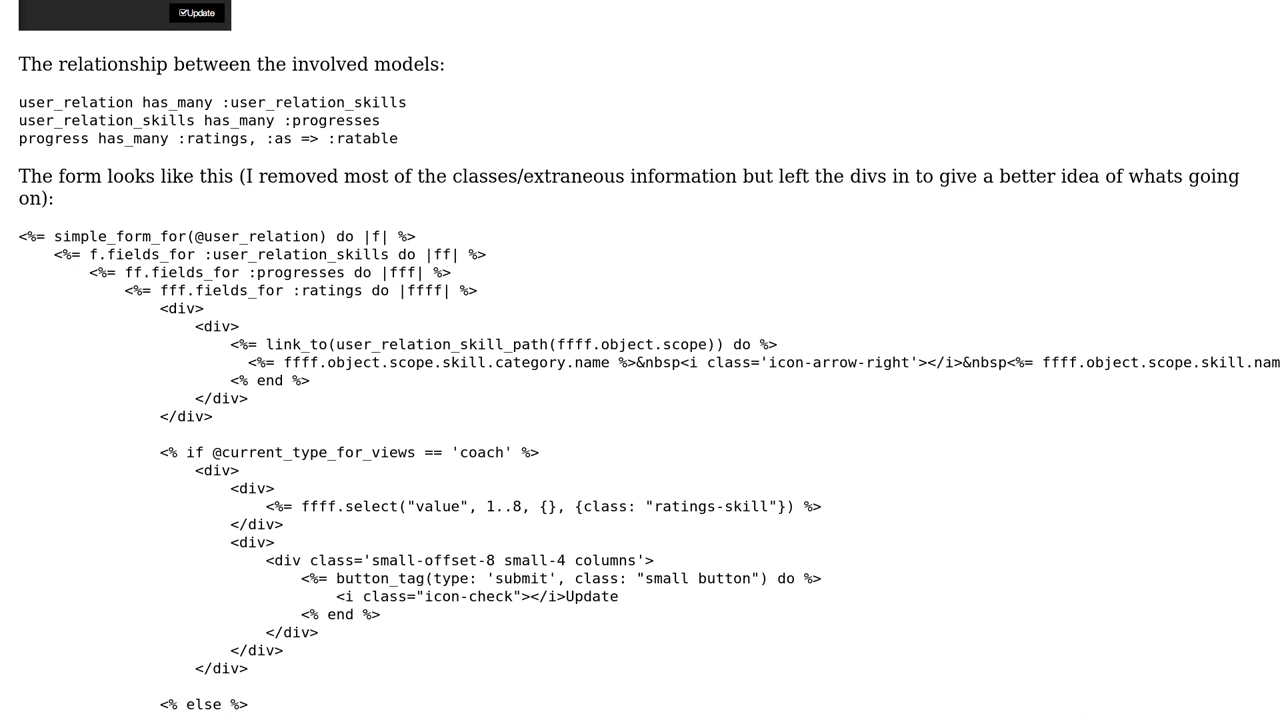 Update
The relationship between the involved models:
user_relation has_many :user_relation_skills
user_relation_skills has_many :progresses
progress has_many :ratings, :as => :ratable
The form looks like this (I removed most of the classes/extraneous information but left the divs in to give a better idea of whats going
on):
<%= simple_form_for(@user_relation) do |f| %>
    <%= f.fields_for :user_relation_skills do |ff| %>
        <%= ff.fields_for :progresses do |fff| %>
            <%= fff.fields_for :ratings do |ffff| %>
                <div>
                    <div>
                        <%= link_to(user_relation_skill_path(ffff.object.scope)) do %>
                          <%= ffff.object.scope.skill.category.name %>&nbsp<i class='icon-arrow-right'></i>&nbsp<%= ffff.object.scope.skill.nam
                        <% end %>
                    </div>
                </div>
                <% if @current_type_for_views == 'coach' %>
                    <div>
                        <div>
                            <%= ffff.select("value", 1..8, {}, {class: "ratings-skill"}) %>
                        </div>
                        <div>
                            <div class='small-offset-8 small-4 columns'>
                                <%= button_tag(type: 'submit', class: "small button") do %>
                                    <i class="icon-check"></i>Update
                                <% end %>
                            </div>
                        </div>
                    </div>
                <% else %>